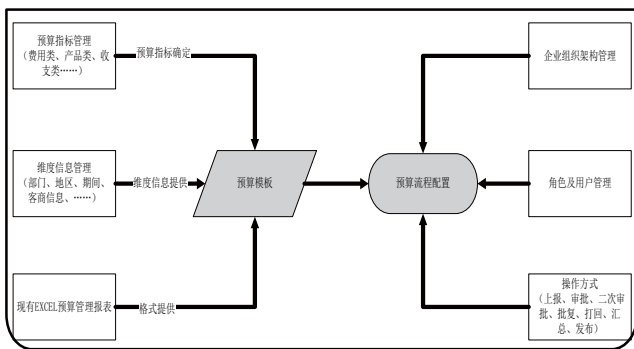 预算指标管理
（费用类、产品类、收
支类……）
预算指标确定
企业组织架构管理
维度信息管理
（部门、地区、期间、
客商信息、……）
维度信息提供
预算模板
预算流程配置
角色及用户管理
现有EXCEL预算管理报表
格式提供
操作方式
（上报、审批、二次审
批、批复、打回、汇
总、发布）